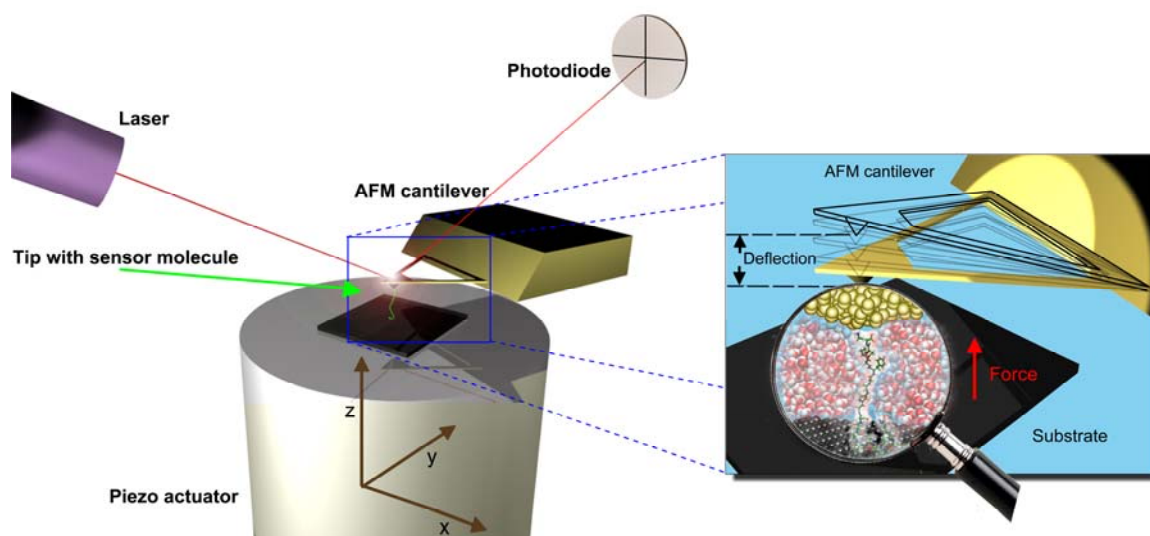 Photodiode
Laser
AFM cantilever
Tip with sensor molecule
z
y
x
Piezo actuator
AFM cantilever
Deflection
Force
Substrate